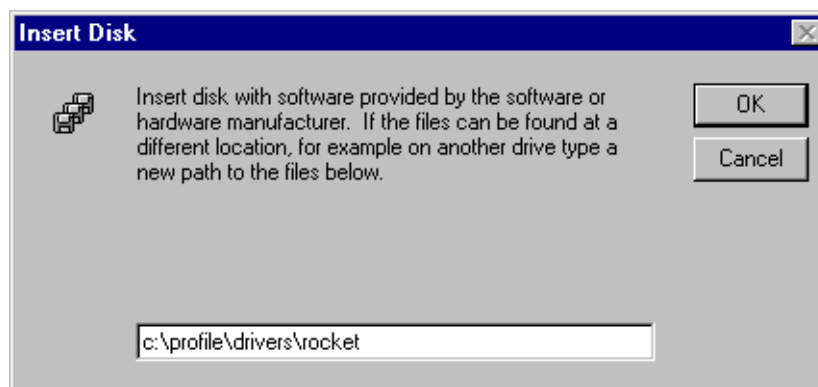 Insert Disk
Insert disk with software provided by the software or
hardware manufacturer.  If the files can be found at a
different location, for example on another drive type a
new path to the files below.
OK
Cancel
c:\profile\drivers\rocket